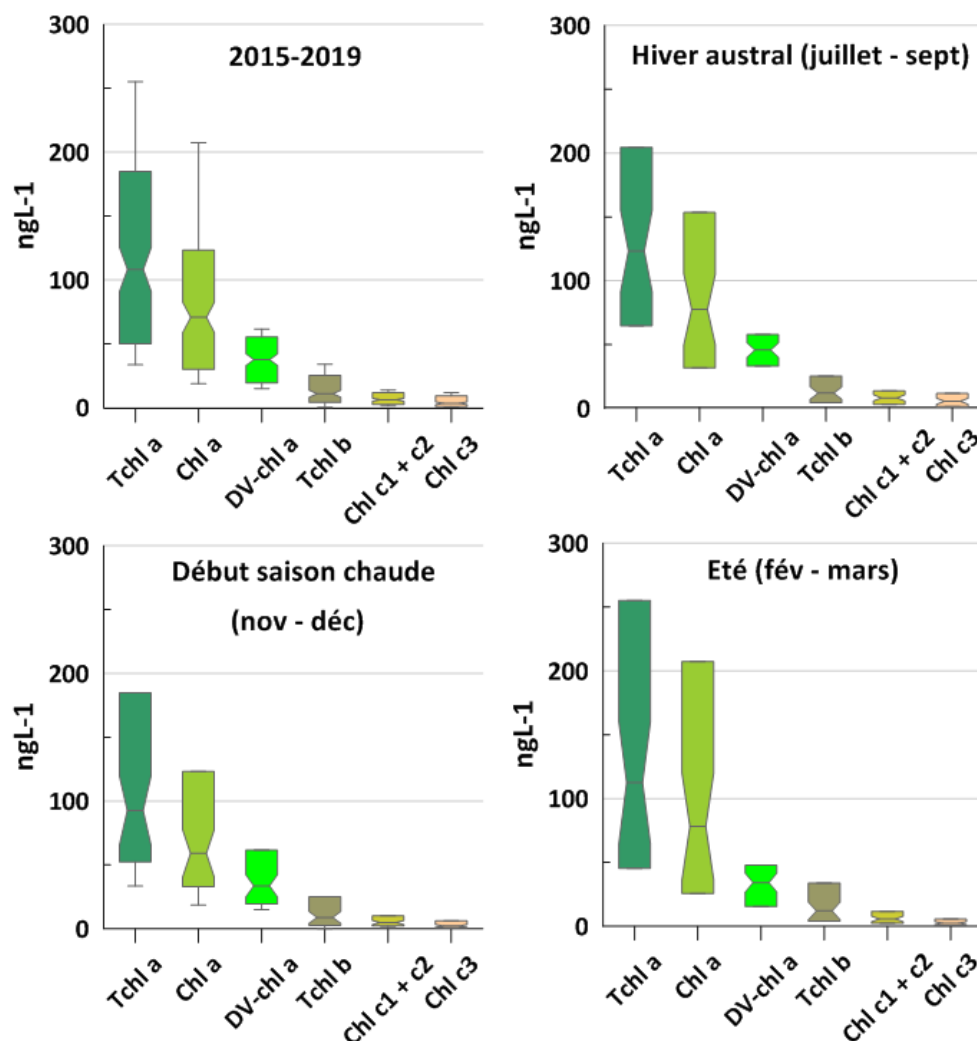 300
2015-2019
200
ngL-1
100
0
Tchl a
Chl a
DV-chl a
Tchl b
Chl c1 + c2
Chl c3
300
Hiver austral (juillet - sept)
200
ngL-1
100
0
Tchl a
Chl a
DV-chl a
Tchl b
Chl c1 + c2
Chl c3
300
Début saison chaude
(nov - déc)
200
ngL-1
100
0
Tchl a
Chl a
DV-chl a
Tchl b
Chl c1 + c2
Chl c3
300
Eté (fév - mars)
200
ngL-1
100
0
Tchl a
Chl a
DV-chl a
Tchl b
Chl c1 + c2
Chl c3